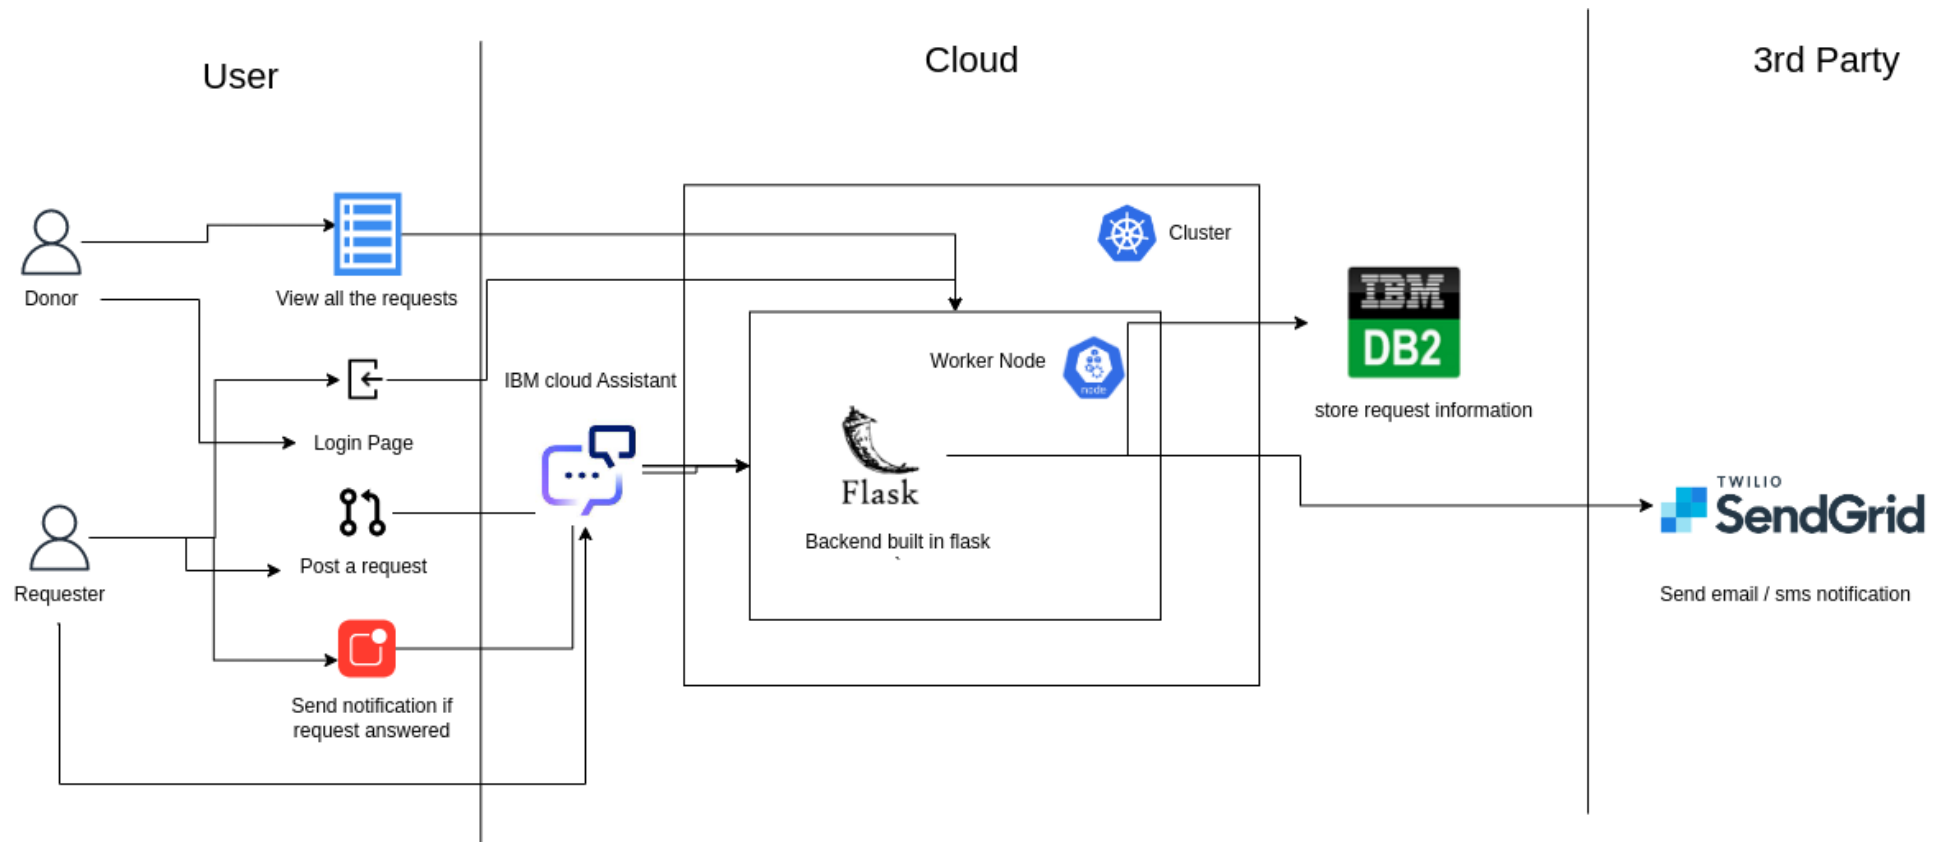 User
Cloud
3rd Party
Cluster
Donor
View all the requests
IBM
DB2
Worker Node
node
IBM cloud Assistant
store request information
Login Page
Flask
TWILIO
SendGrid
Backend built in flask
`
Post a request
Requester
Send email / sms notification
Send notification if
request answered